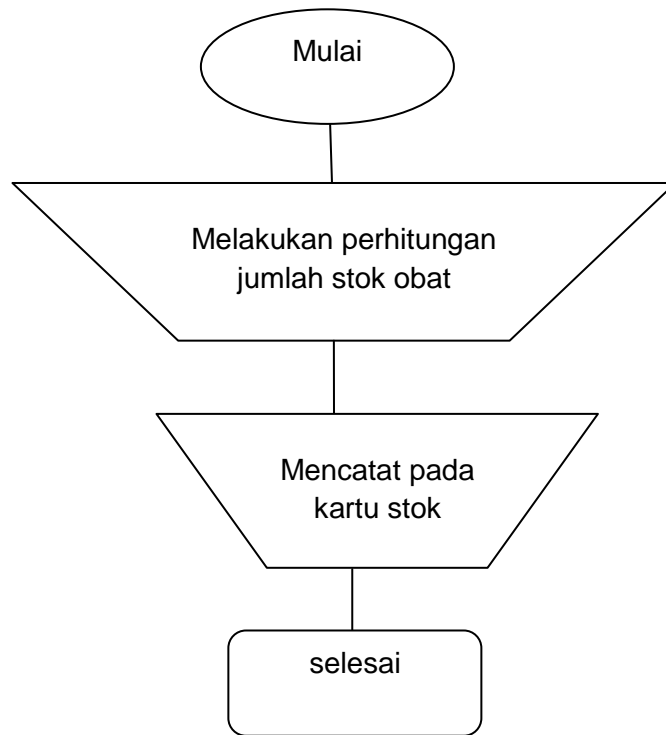 Mulai
Melakukan perhitungan
jumlah stok obat
Mencatat pada
kartu stok
selesai